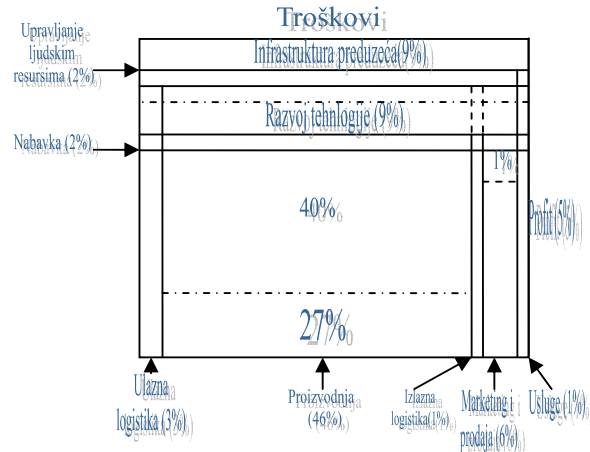 Troškovi
Upravljanje
ljudskim
resursima (2%)
Infrastruktura preduzeća(9%)
Razvoj tehnlogije (9%)
Nabavka (2%)
1%
40%
Profit(5%)
27%
Ulazna
logistika (3%)
Proizvodnja
(46%)
Izlazna
logistika(1%)
Marketing i
prodaja (6%)
Usluge (1%)